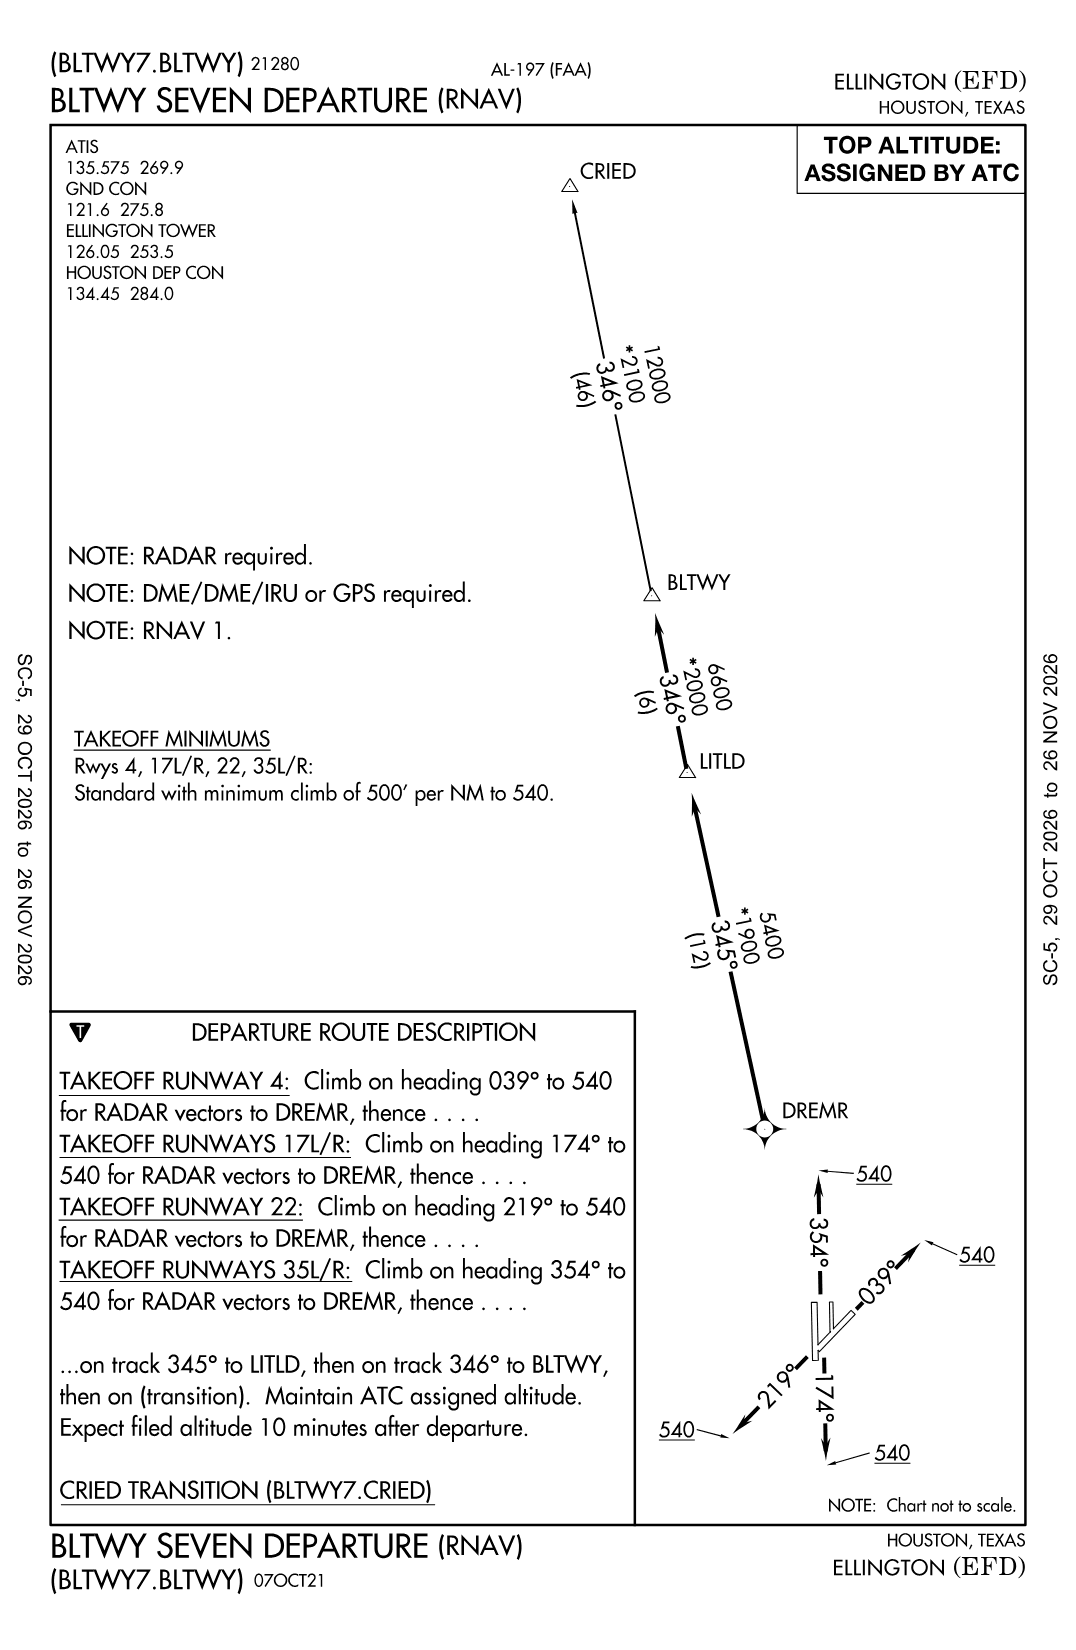 (BLTWY7.BLTWY) 21280
AL-197 (FAA)
ELLINGTON (EFD)
BLTWY SEVEN DEPARTURE (RNAV)
HOUSTON, TEXAS
ATIS
135.575 269.9
GND CON
121.6 275.8
ELLINGTON TOWER
126.05 253.5
HOUSTON DEP CON
134.45 284.0
TOP ALTITUDE:
ASSIGNED BY ATC
CRIED
12000
*2100
346°
(46)
NOTE: RADAR required.
NOTE: DME/DME/IRU or GPS required.
NOTE: RNAV 1.
BLTWY
6600
*2000
346°
(6)
LITLD
TAKEOFF MINIMUMS
Rwys 4, 17L/R, 22, 35L/R:
Standard with minimum climb of 500' per NM to 540.
5400
*1900
345°
(12)
DREMR
SC-5, 29 OCT 2026 to 26 NOV 2026
SC-5, 29 OCT 2026 to 26 NOV 2026
T
DEPARTURE ROUTE DESCRIPTION
TAKEOFF RUNWAY 4: Climb on heading 039° to 540
for RADAR vectors to DREMR, thence . . . .
TAKEOFF RUNWAYS 17L/R: Climb on heading 174° to
540 for RADAR vectors to DREMR, thence . . . .
TAKEOFF RUNWAY 22: Climb on heading 219° to 540
for RADAR vectors to DREMR, thence . . . .
TAKEOFF RUNWAYS 35L/R: Climb on heading 354° to
540 for RADAR vectors to DREMR, thence . . . .
...on track 345° to LITLD, then on track 346° to BLTWY,
then on (transition). Maintain ATC assigned altitude.
Expect filed altitude 10 minutes after departure.
CRIED TRANSITION (BLTWY7.CRIED)
540
354°
540
039°
219°
174°
540
540
NOTE: Chart not to scale.
BLTWY SEVEN DEPARTURE (RNAV)
HOUSTON, TEXAS
(BLTWY7.BLTWY) 07OCT21
ELLINGTON (EFD)